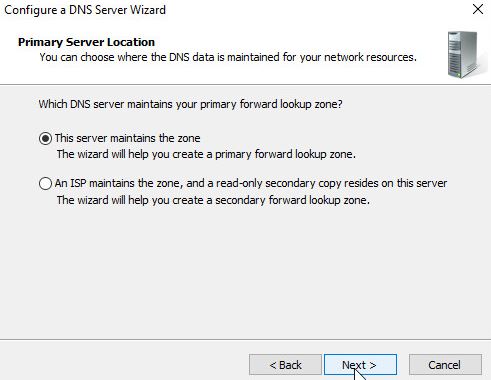 Configure a DNS Server Wizard
Primary Server Location
You can choose where the DNS data is maintained for your network resources.
Which DNS server maintains your primary forward lookup zone?
This server maintains the zone
The wizard will help you create a primary forward lookup zone.
An ISP maintains the zone, and a read-only secondary copy resides on this server
The wizard will help you create a secondary forward lookup zone.
< Back
Next >
Cancel